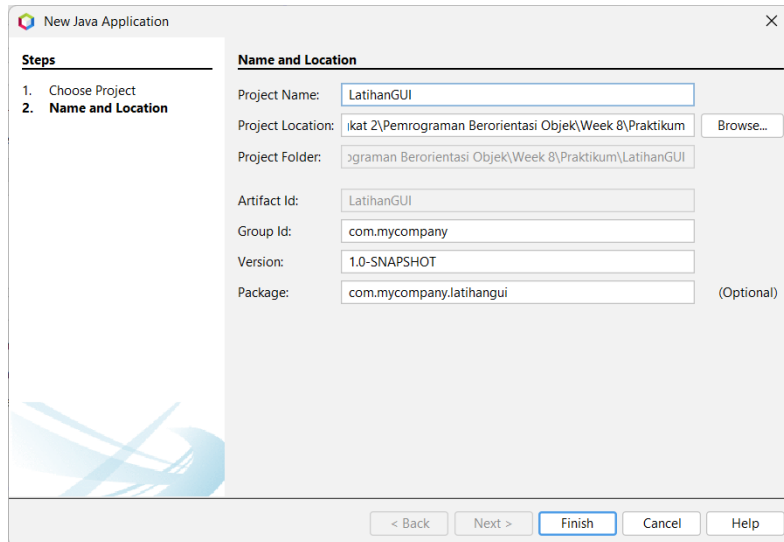 New Java Application
Steps
1. Choose Project
2. Name and Location
Name and Location
Project Name: LatihanGUI
Project Location: kat 2\Pemrograman Berorientasi Objek\Week 8\Praktikum Browse...
Project Folder: ograman Berorientasi Objek\Week 8\Praktikum\LatihanGUI
Artifact Id: LatihanGUI
Group Id: com.mycompany
Version: 1.0-SNAPSHOT
Package: com.mycompany.latihangui (Optional)
< Back Next > Finish Cancel Help